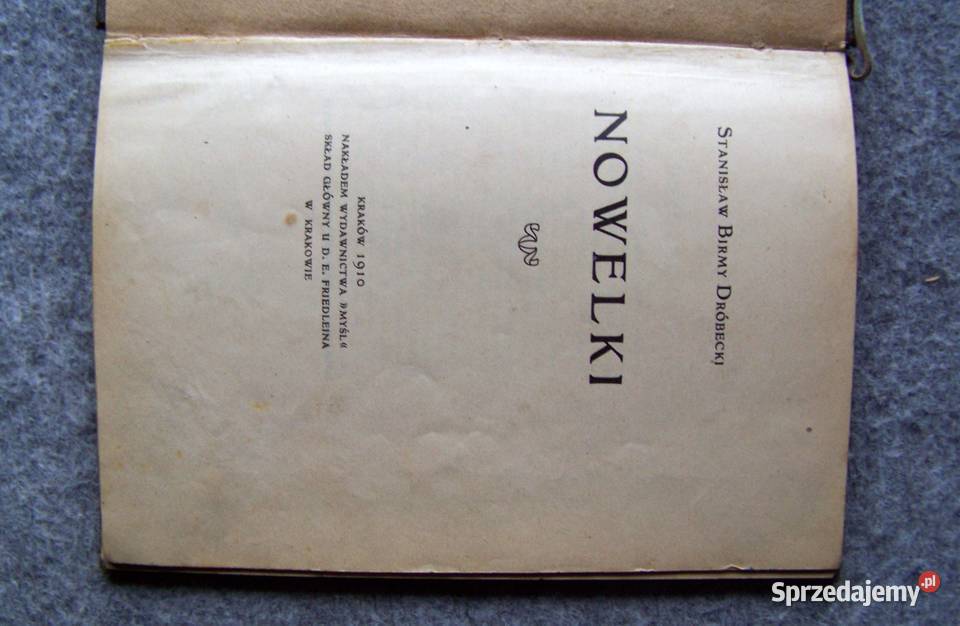 Stanisław Birmy Dróbecki
NOWELKI
KRAKÓW 1910
NAKŁADEM WYDAWNICTWA »MYŚL«
SKŁAD GŁÓWNY U D. E. FRIEDLEINA
W KRAKOWIE
Sprzedajemy.pl